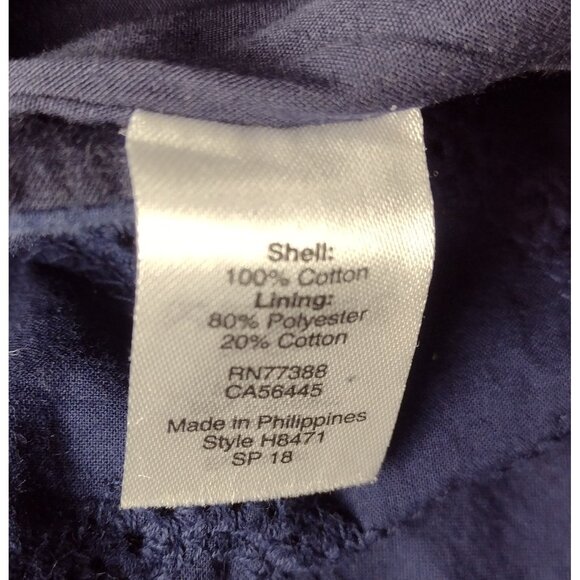 Shell:
100% Cotton
Lining:
80% Polyester
20% Cotton
RN77388
CA56445
Made in Philippines
Style H8471
SP 18